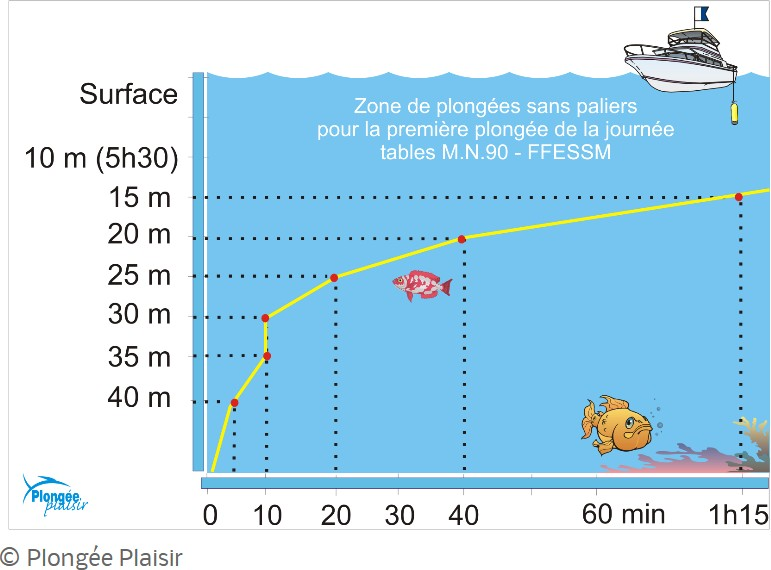 Surface
Zone de plongées sans paliers
pour la première plongée de la journée
tables M.N.90 - FFESSM
10 m (5h30)
15 m
20 m
25 m
30 m
35 m
40 m
Plongée
plaisir
0 10 20 30 40 60 min 1h15
© Plongée Plaisir